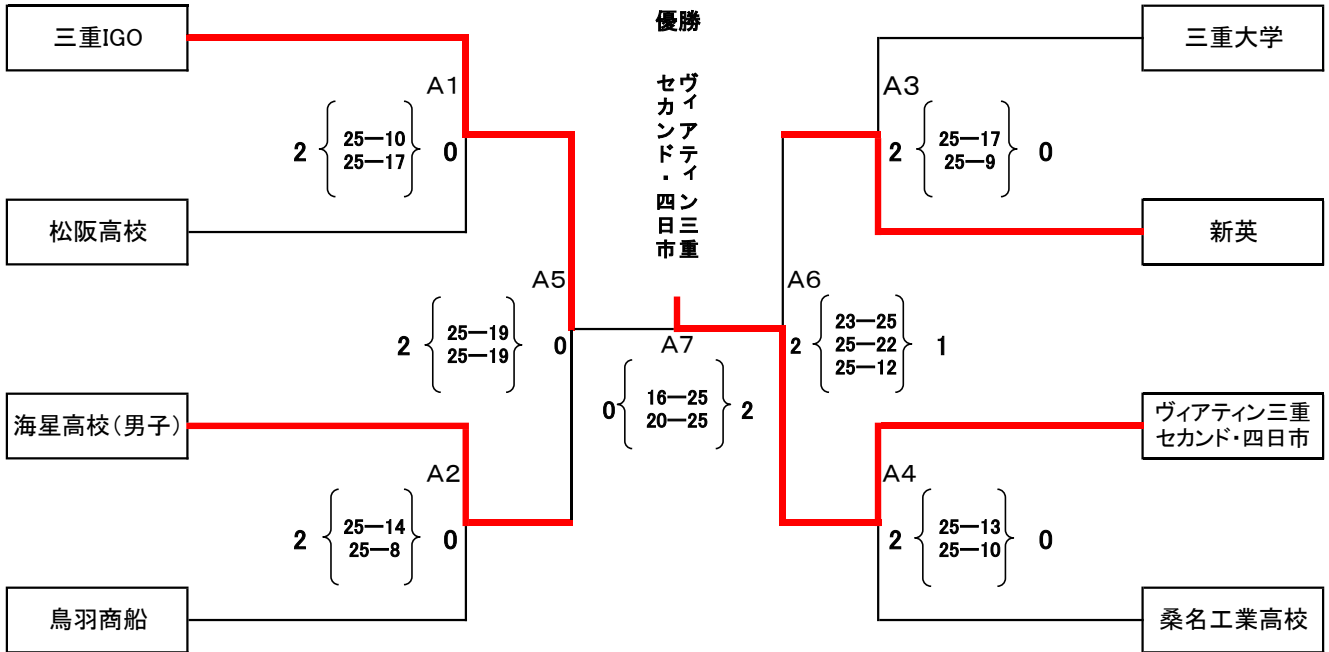 優勝
ヴィアティン三重
セカンド・四日市
三重IGO
A1
2 25―10 0
25―17
松阪高校
A5
2 25―19 0
25―19
海星高校(男子)
A2
2 25―14 0
25―8
鳥羽商船
A7
0 16―25 2
20―25
三重大学
A3
2 25―17 0
25―9
新英
A6
23―25
2 25―22 1
25―12
ヴィアティン三重
セカンド・四日市
A4
2 25―13 0
25―10
桑名工業高校